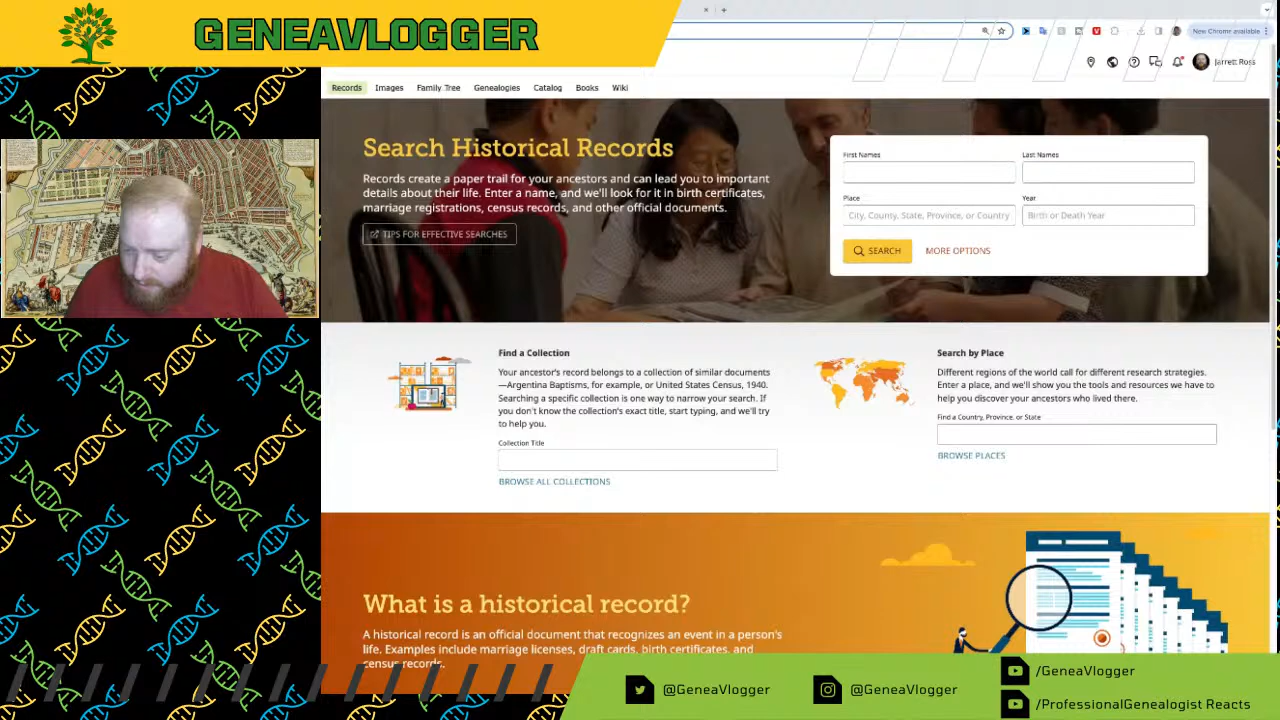 GENEAVLOGGER
New Chrome available
Jarrett Ross
Records Images Family Tree Genealogies Catalog Books Wiki
Search Historical Records
Records create a paper trail for your ancestors and can lead you to important
details about their life. Enter a name, and we'll look for it in birth certificates,
marriage registrations, census records, and other official documents.
TIPS FOR EFFECTIVE SEARCHES
First Names Last Names
Place Year
City, County, State, Province, or Country Birth or Death Year
SEARCH MORE OPTIONS
Find a Collection
Your ancestor's record belongs to a collection of similar documents
—Argentina Baptisms, for example, or United States Census, 1940.
Searching a specific collection is one way to narrow your search. If
you don't know the collection's exact title, start typing, and we'll try
to help you.
Collection Title
BROWSE ALL COLLECTIONS
Search by Place
Different regions of the world call for different research strategies.
Enter a place, and we'll show you the tools and resources we have to
help you discover your ancestors who lived there.
Find a Country, Province, or State
BROWSE PLACES
What is a historical record?
A historical record is an official document that recognizes an event in a person's
life. Examples include marriage licenses, draft cards, birth certificates, and
census records.
@GeneaVlogger
@GeneaVlogger
/GeneaVlogger
/ProfessionalGenealogist Reacts